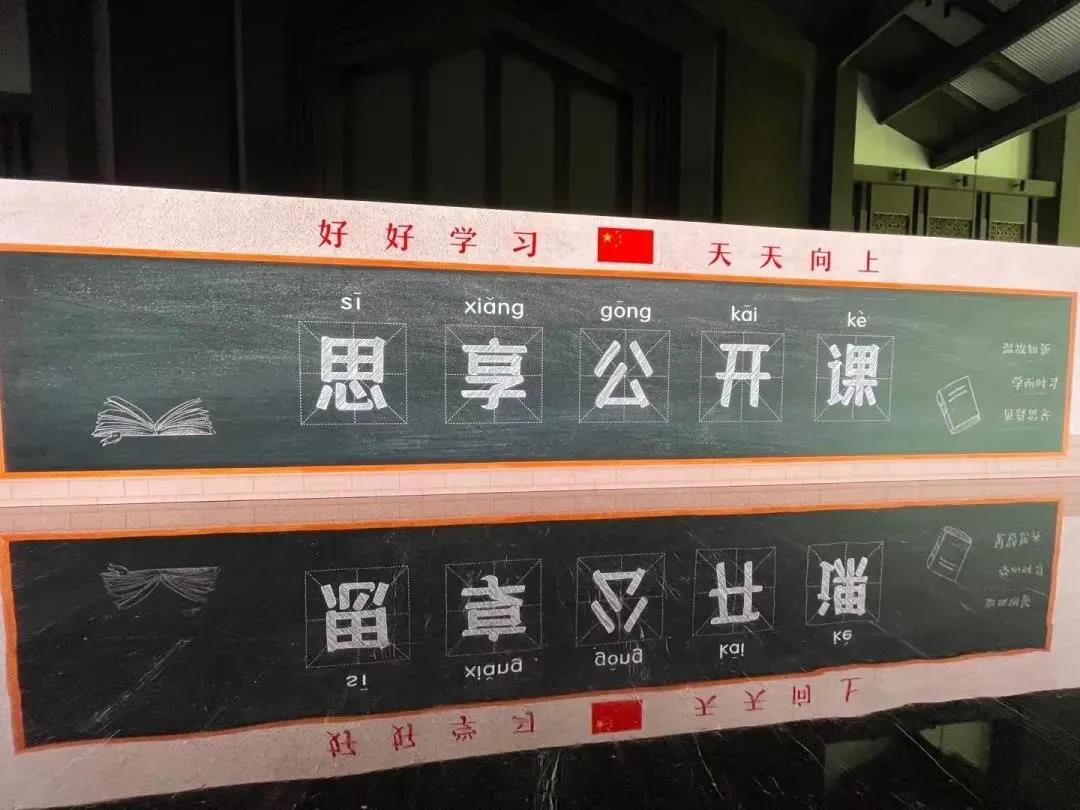 好好学习 天天向上
sī xiǎng gōng kāi kè
思享公开课